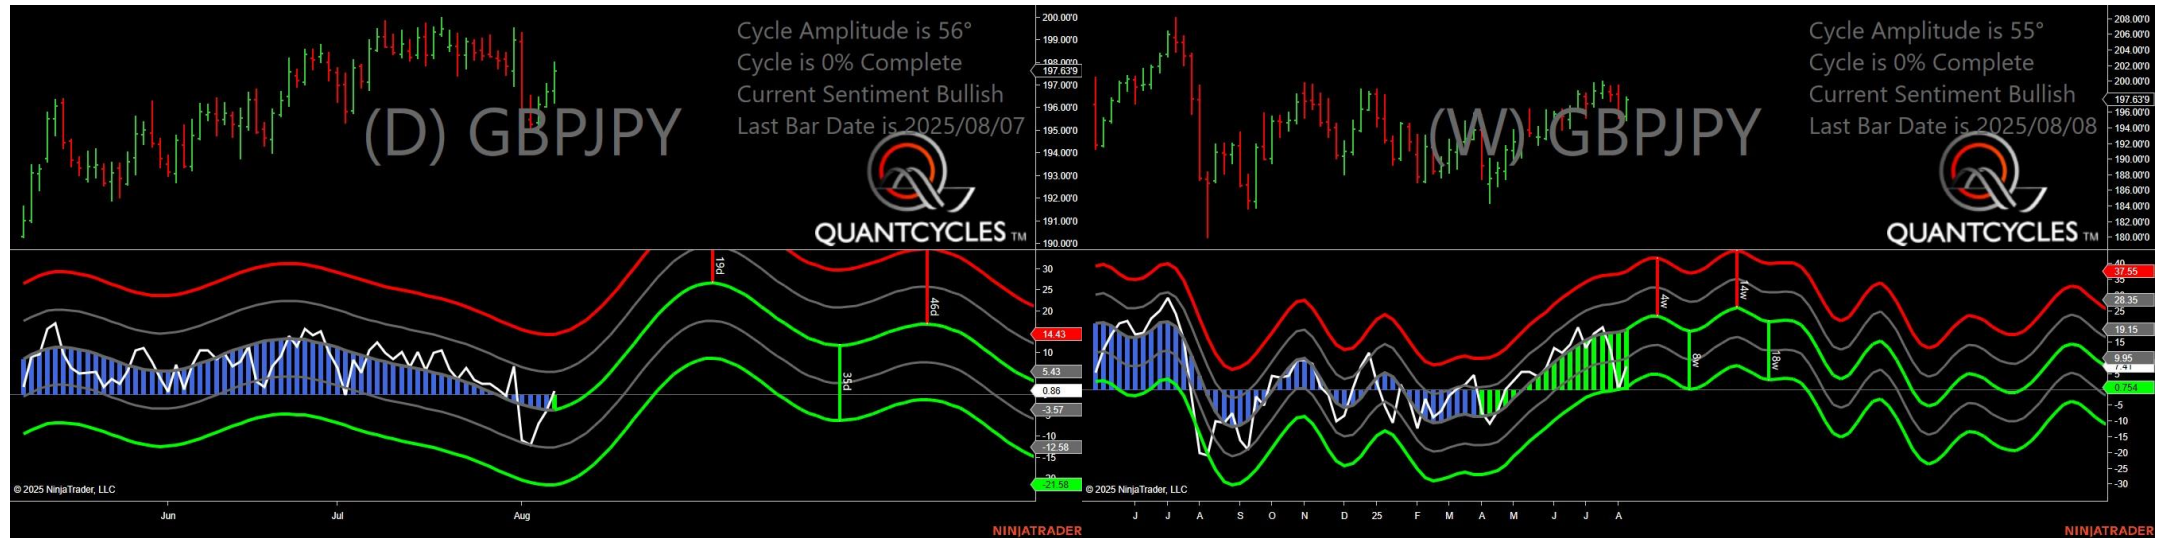 Cycle Amplitude is 56°
Cycle is 0% Complete
Current Sentiment Bullish
Last Bar Date is 2025/08/07
(D) GBPJPY
QUANTCYCLES TM
200.00'0
199.00'0
198.00'0
197.63'9
197.00'0
196.00'0
195.00'0
194.00'0
193.00'0
192.00'0
191.00'0
190.00'0
19d
35d
46d
30
25
20
14.43
10
5.43
0.86
-3.57
-10
-12.58
-15
-21.58
© 2025 NinjaTrader, LLC
Jun Jul Aug
NINJATRADER
Cycle Amplitude is 55°
Cycle is 0% Complete
Current Sentiment Bullish
Last Bar Date is 2025/08/08
(W) GBPJPY
QUANTCYCLES TM
208.00'0
206.00'0
204.00'0
202.00'0
200.00'0
197.63'9
196.00'0
194.00'0
192.00'0
190.00'0
188.00'0
186.00'0
184.00'0
182.00'0
180.00'0
4w
8w
14w
18w
40
37.55
28.35
25
19.15
15
9.95
7.41
0.754
-5
-10
-15
-20
-25
-30
© 2025 NinjaTrader, LLC
J J A S O N D 25 F M A M J J A
NINJATRADER